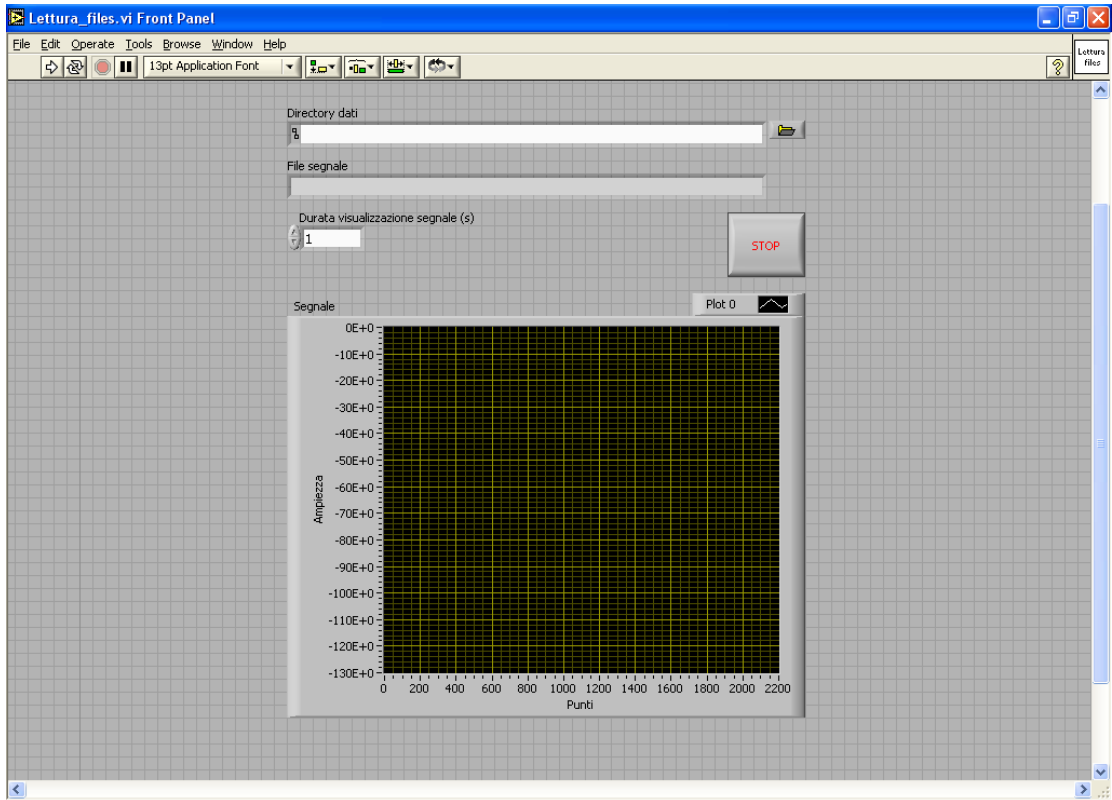 Lettura_files.vi Front Panel
File Edit Operate Tools Browse Window Help
13pt Application Font
?
Lettura
files
Directory dati
File segnale
Durata visualizzazione segnale (s)
1
STOP
Segnale
Plot 0
0E+0
-10E+0
-20E+0
-30E+0
-40E+0
-50E+0
-60E+0
-70E+0
-80E+0
-90E+0
-100E+0
-110E+0
-120E+0
-130E+0
Ampiezza
0 200 400 600 800 1000 1200 1400 1600 1800 2000 2200
Punti